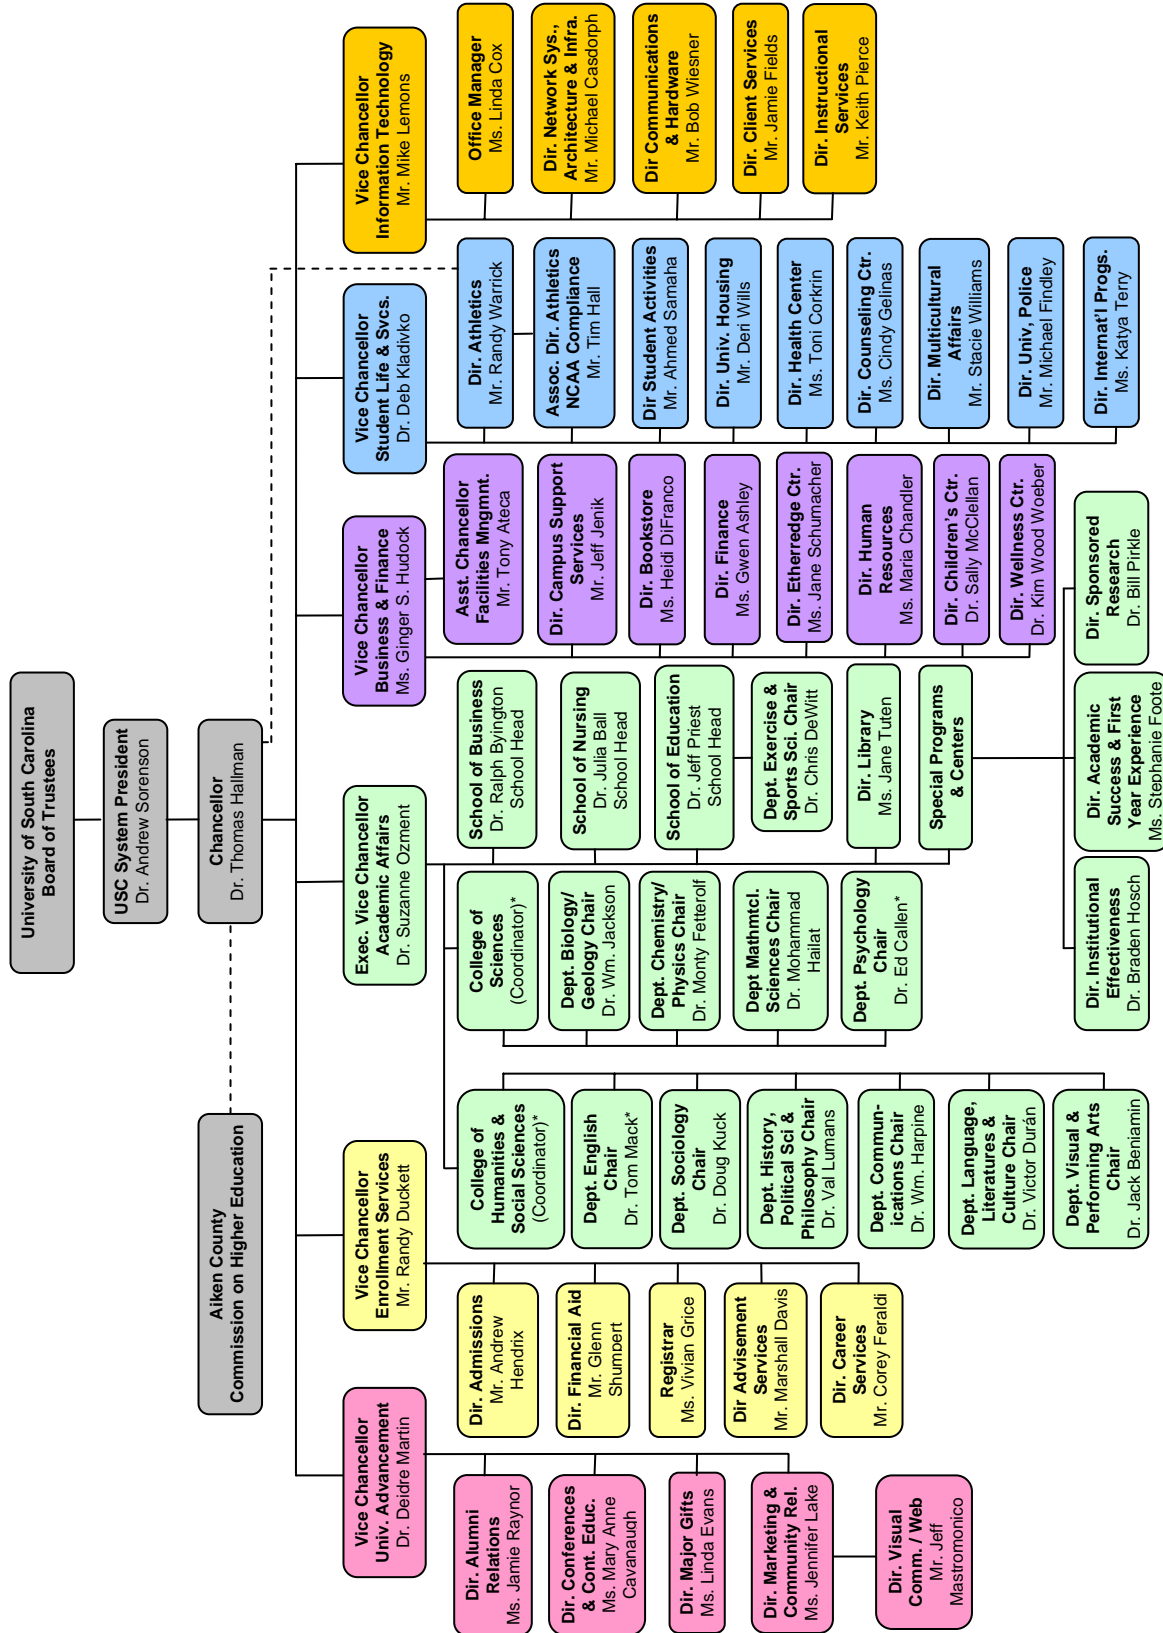 University of South Carolina
Board of Trustees
USC System President
Dr. Andrew Sorenson
Aiken County
Commission on Higher Education
Chancellor
Dr. Thomas Hallman
Vice Chancellor
Univ. Advancement
Dr. Deidre Martin
Dir. Alumni
Relations
Ms. Jamie Raynor
Dir. Conferences
& Cont. Educ.
Ms. Mary Anne
Cavanaugh
Dir. Major Gifts
Ms. Linda Evans
Dir. Marketing &
Community Rel.
Ms. Jennifer Lake
Dir. Visual
Comm. / Web
Mr. Jeff
Mastromonico
Vice Chancellor
Enrollment Services
Mr. Randy Duckett
Dir. Admissions
Mr. Andrew
Hendrix
Dir. Financial Aid
Mr. Glenn
Shumpert
Registrar
Ms. Vivian Grice
Dir Advisement
Services
Mr. Marshall Davis
Dir. Career
Services
Mr. Corey Feraldi
Exec. Vice Chancellor
Academic Affairs
Dr. Suzanne Ozment
College of
Humanities &
Social Sciences
(Coordinator)*
Dept. English
Chair
Dr. Tom Mack*
Dept. Sociology
Chair
Dr. Doug Kuck
Dept. History,
Political Sci &
Philosophy Chair
Dr. Val Lumans
Dept. Commun-
ications Chair
Dr. Wm. Harpine
Dept. Language,
Literatures &
Culture Chair
Dr. Victor Durán
Dept. Visual &
Performing Arts
Chair
Dr. Jack Beniamin
College of
Sciences
(Coordinator)*
Dept. Biology/
Geology Chair
Dr. Wm. Jackson
Dept. Chemistry/
Physics Chair
Dr. Monty Fetterolf
Dept Mathmtcl.
Sciences Chair
Dr. Mohammad
Hailat
Dept. Psychology
Chair
Dr. Ed Callen*
School of Business
Dr. Ralph Byington
School Head
School of Nursing
Dr. Julia Ball
School Head
School of Education
Dr. Jeff Priest
School Head
Dept. Exercise &
Sports Sci. Chair
Dr. Chris DeWitt
Dir. Library
Ms. Jane Tuten
Special Programs
& Centers
Dir. Institutional
Effectiveness
Dr. Braden Hosch
Dir. Academic
Success & First
Year Experience
Ms. Stephanie Foote
Dir. Sponsored
Research
Dr. Bill Pirkle
Vice Chancellor
Business & Finance
Ms. Ginger S. Hudock
Asst. Chancellor
Facilities Mngmnt.
Mr. Tony Ateca
Dir. Campus Support
Services
Mr. Jeff Jenik
Dir. Bookstore
Ms. Heidi DiFranco
Dir. Finance
Ms. Gwen Ashley
Dir. Etherredge Ctr.
Ms. Jane Schumacher
Dir. Human
Resources
Ms. Maria Chandler
Dir. Children's Ctr.
Dr. Sally McClellan
Dir. Wellness Ctr.
Dr. Kim Wood Woeber
Vice Chancellor
Student Life & Svcs.
Dr. Deb Kladivko
Dir. Athletics
Mr. Randy Warrick
Assoc. Dir. Athletics
NCAA Compliance
Mr. Tim Hall
Dir Student Activities
Mr. Ahmed Samaha
Dir. Univ. Housing
Mr. Deri Wills
Dir. Health Center
Ms. Toni Corkrin
Dir. Counseling Ctr.
Ms. Cindy Gelinas
Dir. Multicultural
Affairs
Mr. Stacie Williams
Dir. Univ, Police
Mr. Michael Findley
Dir. Internat'l Progs.
Ms. Katya Terry
Vice Chancellor
Information Technology
Mr. Mike Lemons
Office Manager
Ms. Linda Cox
Dir. Network Sys.,
Architecture & Infra.
Mr. Michael Casdorph
Dir Communications
& Hardware
Mr. Bob Wiesner
Dir. Client Services
Mr. Jamie Fields
Dir. Instructional
Services
Mr. Keith Pierce